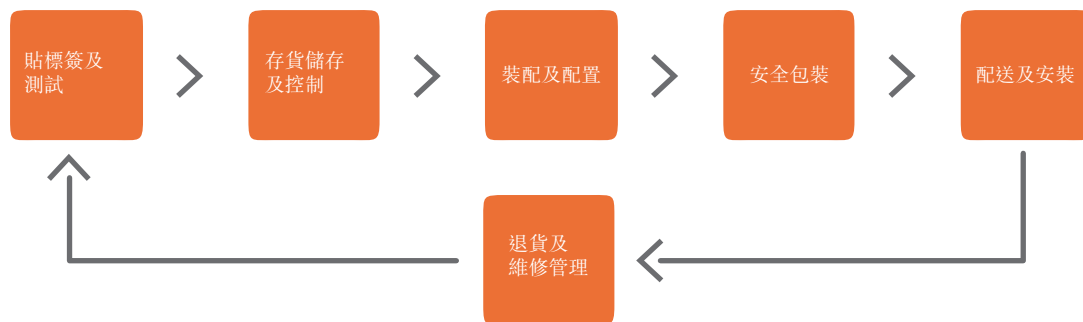 貼標簽及
測試
存貨儲存
及控制
裝配及配置
安全包裝
配送及安裝
退貨及
維修管理